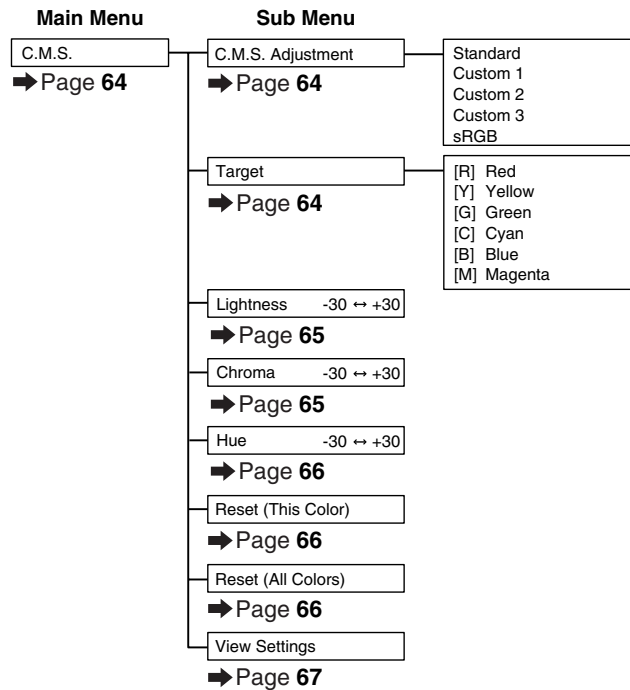 Main Menu
Sub Menu
C.M.S.
➡ Page 64
C.M.S. Adjustment
➡ Page 64
Standard
Custom 1
Custom 2
Custom 3
sRGB
Target
➡ Page 64
[R] Red
[Y] Yellow
[G] Green
[C] Cyan
[B] Blue
[M] Magenta
Lightness -30 ↔ +30
➡ Page 65
Chroma -30 ↔ +30
➡ Page 65
Hue -30 ↔ +30
➡ Page 66
Reset (This Color)
➡ Page 66
Reset (All Colors)
➡ Page 66
View Settings
➡ Page 67